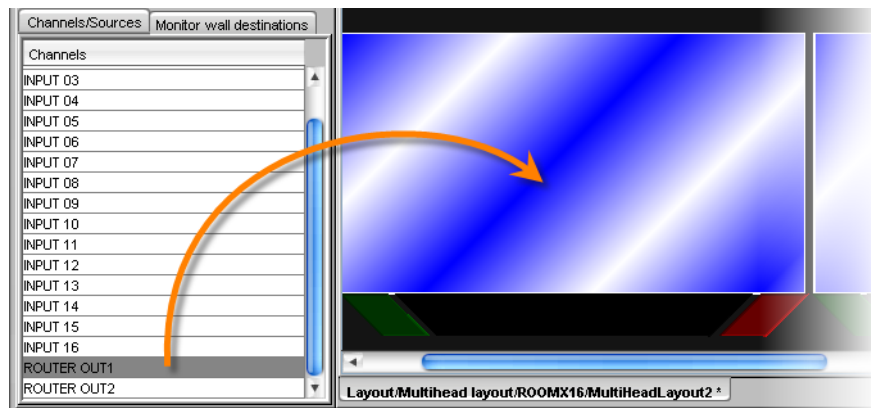 Channels/Sources
Monitor wall destinations
Channels
INPUT 03
INPUT 04
INPUT 05
INPUT 06
INPUT 07
INPUT 08
INPUT 09
INPUT 10
INPUT 11
INPUT 12
INPUT 13
INPUT 14
INPUT 15
INPUT 16
ROUTER OUT1
ROUTER OUT2
Layout/Multihead layout/ROOMX16/MultiHeadLayout2 *